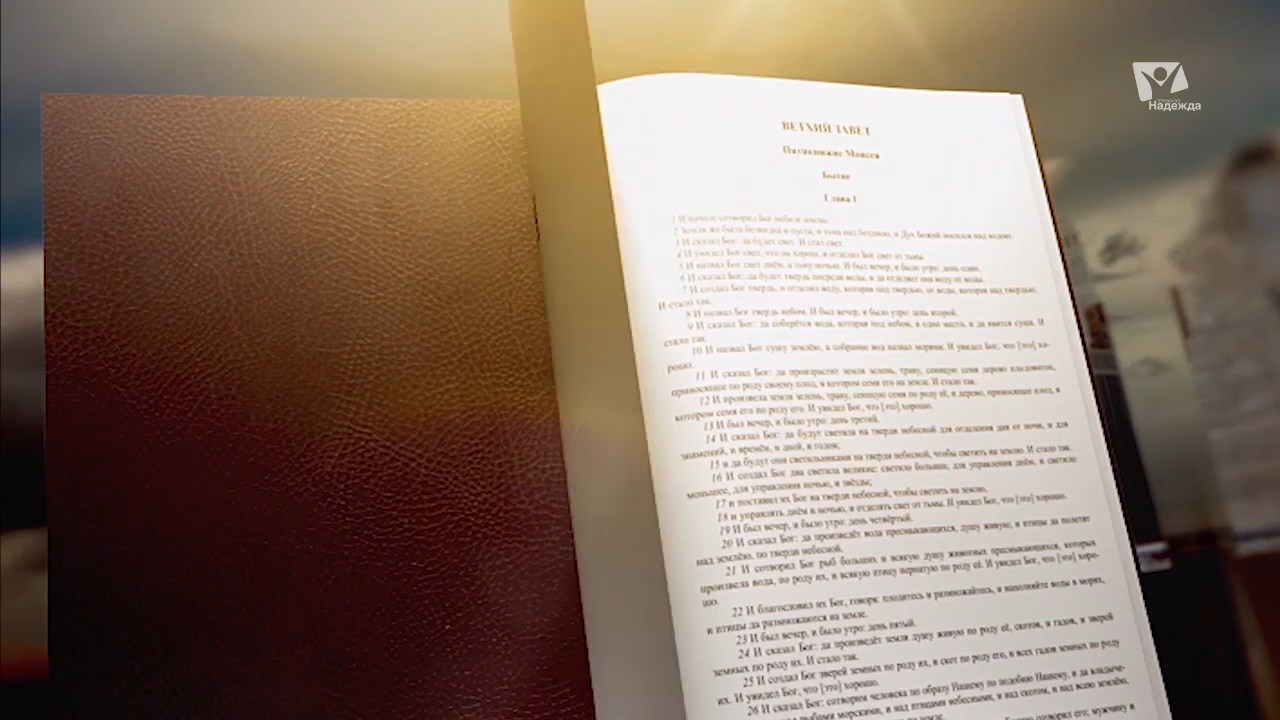 Надежда
ВЕТХИЙ ЗАВЕТ
Пятикнижие Моисея
Бытие
Глава 1
1 В начале сотворил Бог небо и землю.
2 Земля же была безвидна и пуста, и тьма над бездною, и Дух Божий носился над водою.
3 И сказал Бог: да будет свет. И стал свет.
4 И увидел Бог свет, что он хорош, и отделил Бог свет от тьмы.
5 И назвал Бог свет днём, а тьму ночью. И был вечер, и было утро: день один.
6 И сказал Бог: да будет твердь посреди воды, и да отделяет она воду от воды.
7 И создал Бог твердь, и отделил воду, которая под твердью, от воды, которая над твердью.
И стало так.
8 И назвал Бог твердь небом. И был вечер, и было утро: день второй.
9 И сказал Бог: да соберётся вода, которая под небом, в одно место, и да явится суша. И
стало так.
10 И назвал Бог сушу землёю, а собрание вод назвал морями. И увидел Бог, что [это] хо-
рошо.
11 И сказал Бог: да произрастит земля зелень, траву, сеющую семя дерево плодовитое,
приносящее по роду своему плод, в котором семя его на земле. И стало так.
12 И произвела земля зелень, траву, сеющую семя по роду её, и дерево, приносящее плод, в
котором семя его по роду его. И увидел Бог, что [это] хорошо.
13 И был вечер, и было утро: день третий.
14 И сказал Бог: да будут светила на тверди небесной для отделения дня от ночи, и для
знамений, и времён, и дней, и годов;
15 и да будут они светильниками на тверди небесной, чтобы светить на землю. И стало так.
16 И создал Бог два светила великие: светило большее, для управления днём, и светило
меньшее, для управления ночью, и звёзды;
17 и поставил их Бог на тверди небесной, чтобы светить на землю,
18 и управлять днём и ночью, и отделять свет от тьмы. И увидел Бог, что [это] хорошо.
19 И был вечер, и было утро: день четвёртый.
20 И сказал Бог: да произведёт вода пресмыкающихся, душу живую; и птицы да полетят
над землёю, по тверди небесной.
21 И сотворил Бог рыб больших и всякую душу животных пресмыкающихся, которых
произвела вода, по роду их, и всякую птицу пернатую по роду её. И увидел Бог, что [это] хоро-
шо.
22 И благословил их Бог, говоря: плодитесь и размножайтесь, и наполняйте воды в морях,
и птицы да размножаются на земле.
23 И был вечер, и было утро: день пятый.
24 И сказал Бог: да произведёт земля душу живую по роду её, скотов, и гадов, и зверей
земных по роду их. И стало так.
25 И создал Бог зверей земных по роду их, и скот по роду его, и всех гадов земных по роду
их. И увидел Бог, что [это] хорошо.
26 И сказал Бог: сотворим человека по образу Нашему по подобию Нашему, и да владыче-
рыбами морскими, и над птицами небесными, и над скотом, и над всею землёю,
по земле.
сотворил его; мужчину и